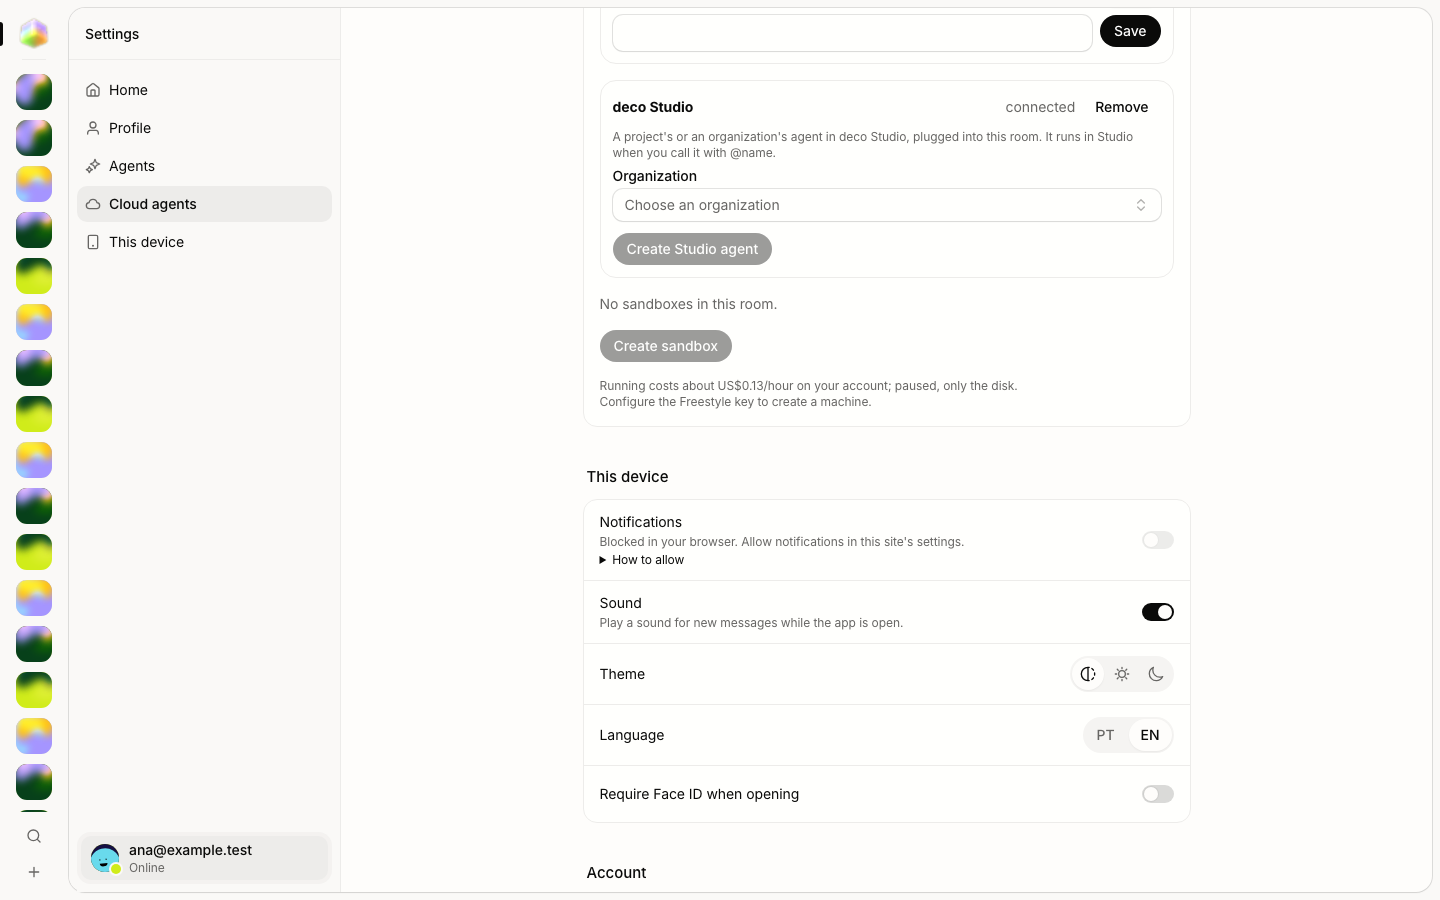 Settings
Home
Profile
Agents
Cloud agents
This device
ana@example.test
Online
Save
deco Studio
connected
Remove
A project's or an organization's agent in deco Studio, plugged into this room. It runs in Studio
when you call it with @name.
Organization
Choose an organization
Create Studio agent
No sandboxes in this room.
Create sandbox
Running costs about US$0.13/hour on your account; paused, only the disk.
Configure the Freestyle key to create a machine.
This device
Notifications
Blocked in your browser. Allow notifications in this site's settings.
How to allow
Sound
Play a sound for new messages while the app is open.
Theme
Language
PT
EN
Require Face ID when opening
Account